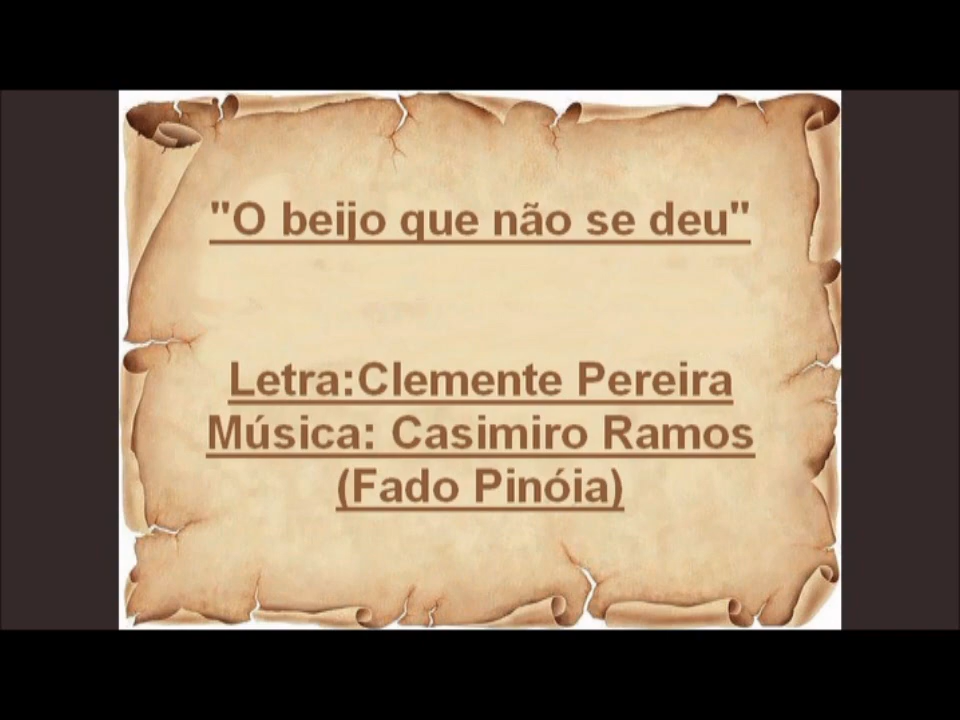 "O beijo que não se deu"
Letra:Clemente Pereira
Música: Casimiro Ramos
(Fado Pinóia)